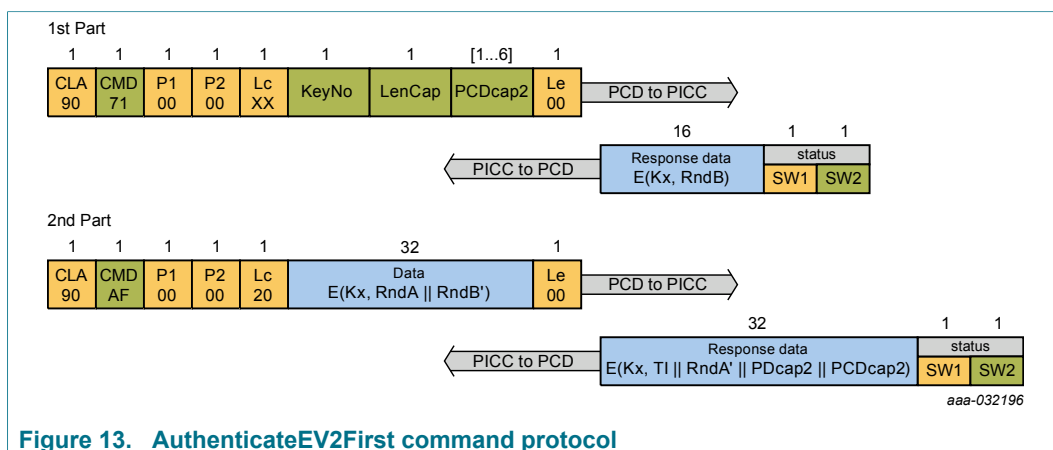 1st Part
1 1 1 1 1 1 1 [1...6] 1
CLA 90 CMD 71 P1 00 P2 00 Lc XX KeyNo LenCap PCDcap2 Le 00 PCD to PICC
16 1 1
PICC to PCD Response data E(Kx, RndB) status SW1 SW2
2nd Part
1 1 1 1 1 32 1
CLA 90 CMD AF P1 00 P2 00 Lc 20 Data E(Kx, RndA || RndB') Le 00 PCD to PICC
32 1 1
PICC to PCD Response data E(Kx, TI || RndA' || PDcap2 || PCDcap2) status SW1 SW2
aaa-032196
Figure 13. AuthenticateEV2First command protocol